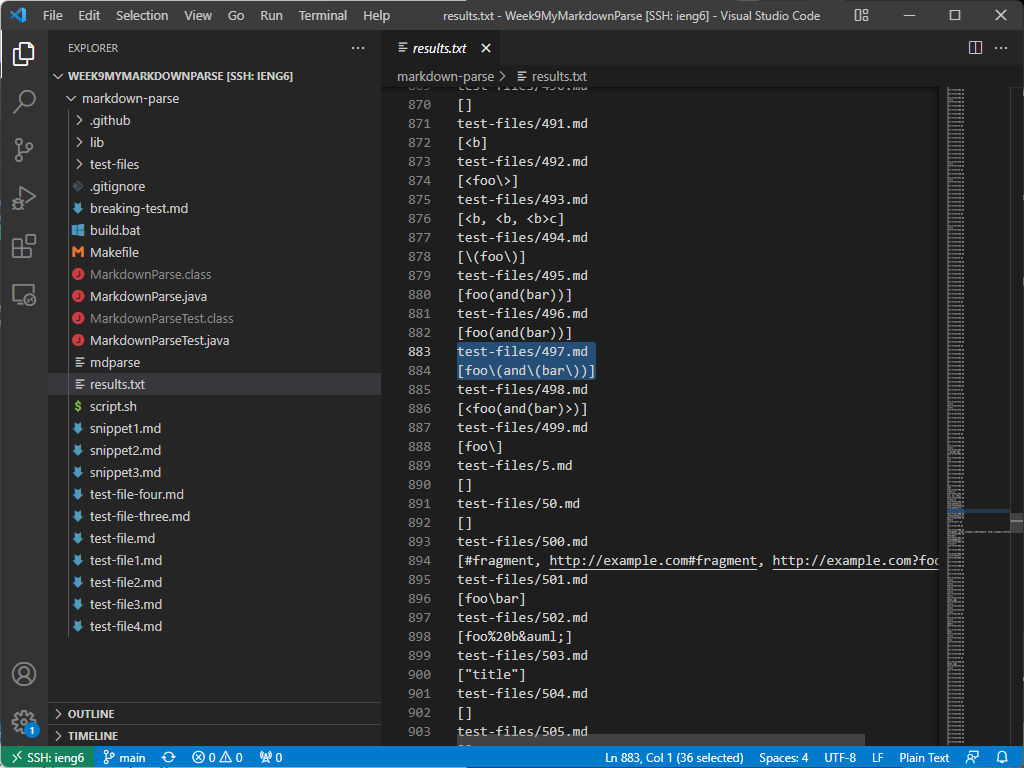 File Edit Selection View Go Run Terminal Help results.txt - Week9MyMarkdownParse [SSH: ieng6] - Visual Studio Code
EXPLORER
WEEK9MYMARKDOWNPARSE [SSH: IENG6]
markdown-parse
.github
lib
test-files
.gitignore
breaking-test.md
build.bat
Makefile
MarkdownParse.class
MarkdownParse.java
MarkdownParseTest.class
MarkdownParseTest.java
mdparse
results.txt
script.sh
snippet1.md
snippet2.md
snippet3.md
test-file-four.md
test-file-three.md
test-file.md
test-file1.md
test-file2.md
test-file3.md
test-file4.md
OUTLINE
TIMELINE
results.txt
markdown-parse > results.txt
869 test-files/490.md
870 []
871 test-files/491.md
872 [<b]
873 test-files/492.md
874 [<foo\>]
875 test-files/493.md
876 [<b, <b, <b>c]
877 test-files/494.md
878 [\(foo\)]
879 test-files/495.md
880 [foo(and(bar))]
881 test-files/496.md
882 [foo(and(bar))]
883 test-files/497.md
884 [foo\(and\(bar\))]
885 test-files/498.md
886 [<foo(and(bar)>)]
887 test-files/499.md
888 [foo\]
889 test-files/5.md
890 []
891 test-files/50.md
892 []
893 test-files/500.md
894 [#fragment, http://example.com#fragment, http://example.com?foo
895 test-files/501.md
896 [foo\bar]
897 test-files/502.md
898 [foo%20b&auml;]
899 test-files/503.md
900 ["title"]
901 test-files/504.md
902 []
903 test-files/505.md
1
SSH: ieng6 main 0 0 0 Ln 883, Col 1 (36 selected) Spaces: 4 UTF-8 LF Plain Text